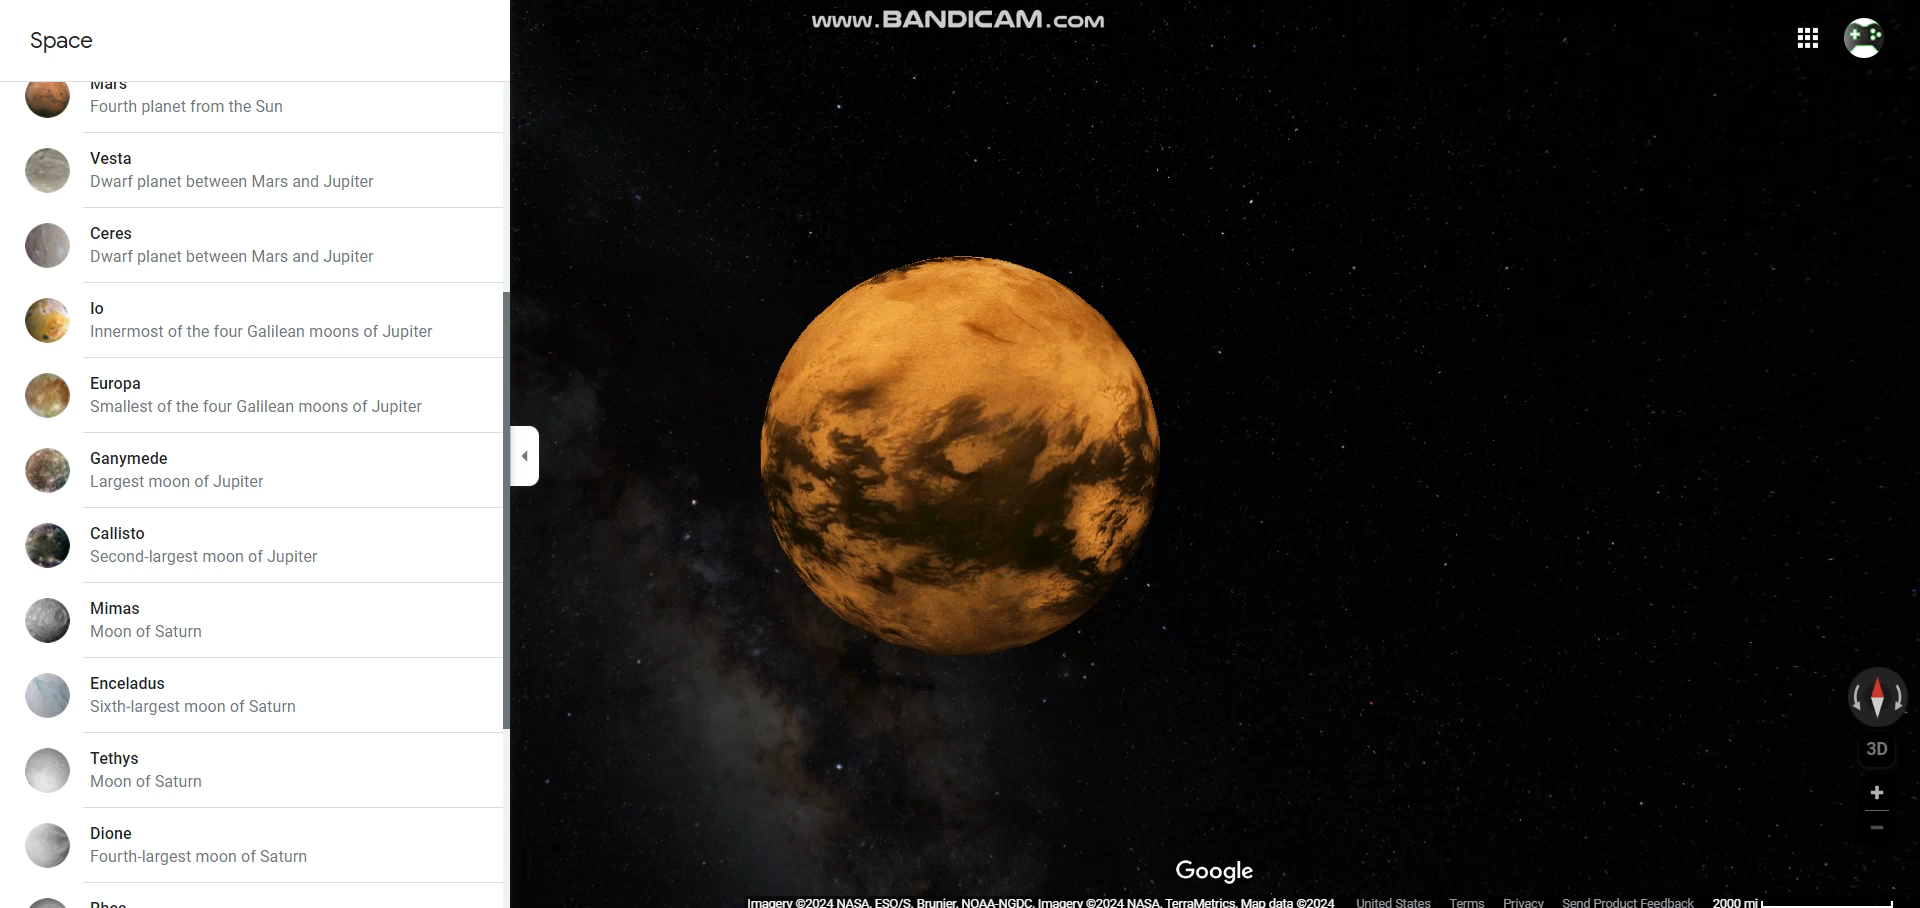 www.BANDICAM.COM
Space
Mars
Fourth planet from the Sun
Vesta
Dwarf planet between Mars and Jupiter
Ceres
Dwarf planet between Mars and Jupiter
Io
Innermost of the four Galilean moons of Jupiter
Europa
Smallest of the four Galilean moons of Jupiter
Ganymede
Largest moon of Jupiter
Callisto
Second-largest moon of Jupiter
Mimas
Moon of Saturn
Enceladus
Sixth-largest moon of Saturn
Tethys
Moon of Saturn
Dione
Fourth-largest moon of Saturn
Rhea
3D
Google
Imagery ©2024 NASA, ESO/S. Brunier, NOAA-NGDC, Imagery ©2024 NASA, TerraMetrics, Map data ©2024 United States Terms Privacy Send Product Feedback 2000 mi